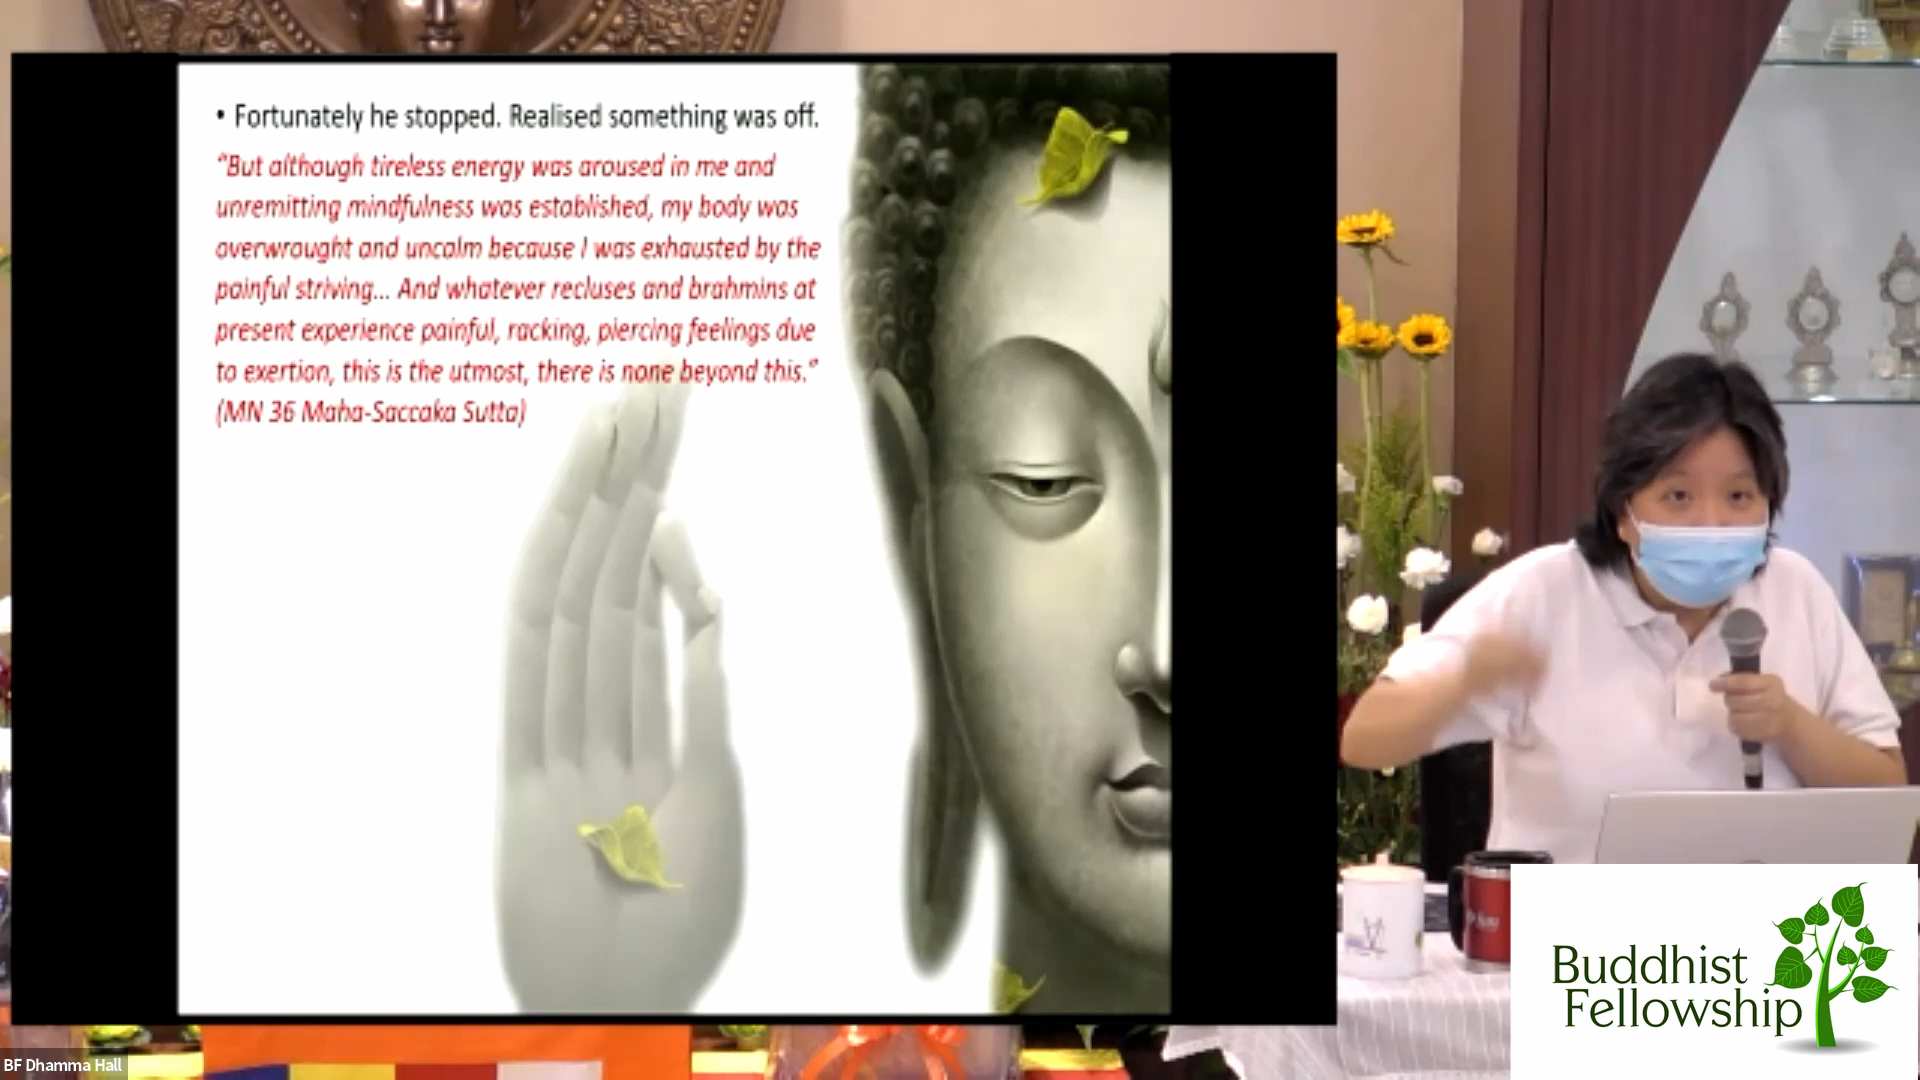 • Fortunately he stopped. Realised something was off.
“But although tireless energy was aroused in me and
unremitting mindfulness was established, my body was
overwrought and uncalm because I was exhausted by the
painful striving... And whatever recluses and brahmins at
present experience painful, racking, piercing feelings due
to exertion, this is the utmost, there is none beyond this.”
(MN 36 Maha-Saccaka Sutta)
Buddhist
Fellowship
BF Dhamma Hall